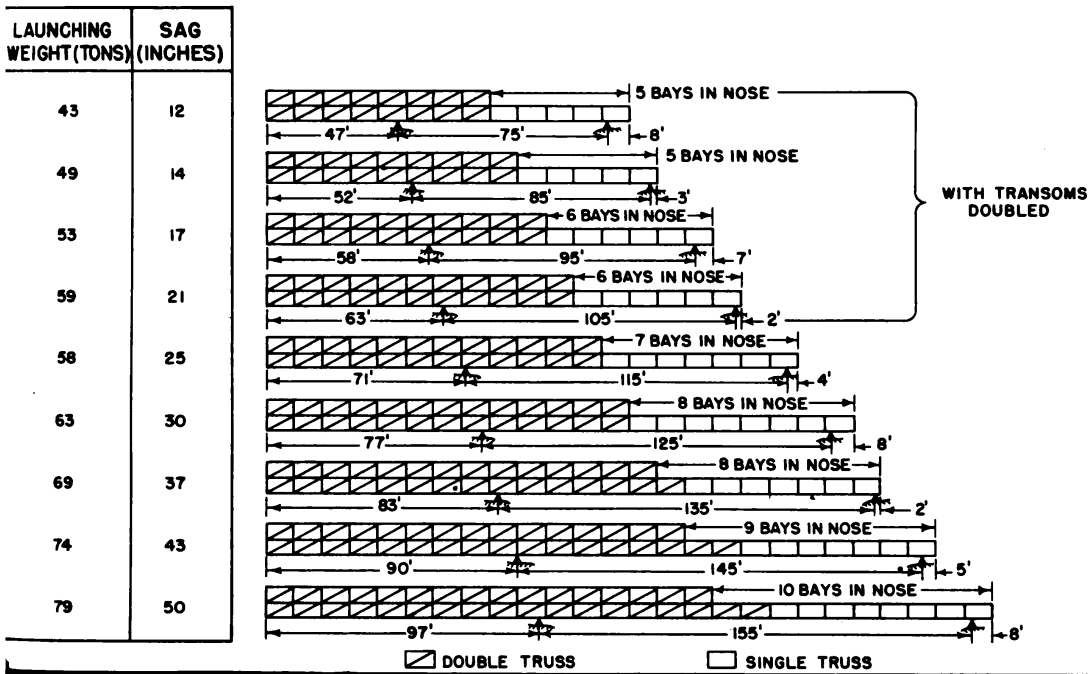 LAUNCHING WEIGHT(TONS) SAG (INCHES)
43 12 5 BAYS IN NOSE
47' 75' 8'
49 14 5 BAYS IN NOSE
52' 85' 3'
WITH TRANSOMS DOUBLED
53 17 6 BAYS IN NOSE
58' 95' 7'
59 21 6 BAYS IN NOSE
63' 105' 2'
58 25 7 BAYS IN NOSE
71' 115' 4'
63 30 8 BAYS IN NOSE
77' 125' 8'
69 37 8 BAYS IN NOSE
83' 135' 2'
74 43 9 BAYS IN NOSE
90' 145' 5'
79 50 10 BAYS IN NOSE
97' 155' 8'
DOUBLE TRUSS SINGLE TRUSS